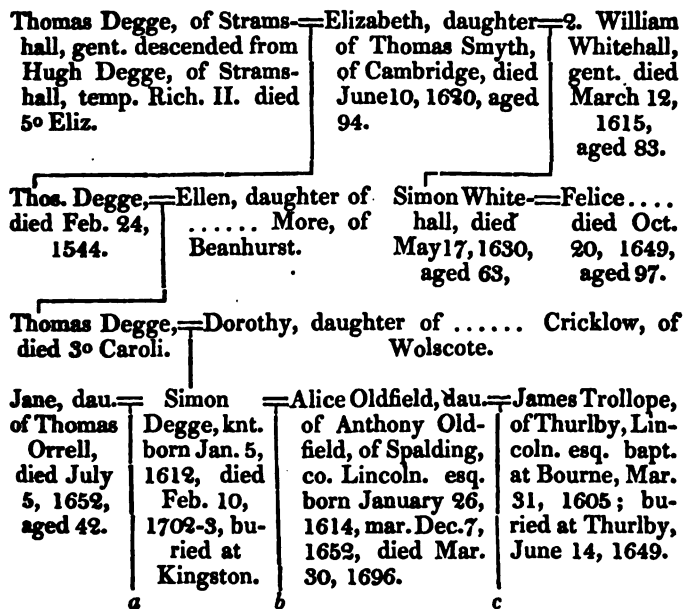 Thomas Degge, of Strams-
hall, gent. descended from
Hugh Degge, of Strams-
hall, temp. Rich. II. died
5o Eliz.
Elizabeth, daughter
of Thomas Smyth,
of Cambridge, died
June10, 1620, aged
94.
2. William
Whitehall,
gent. died
March 12,
1615,
aged 83.
Thos. Degge,
died Feb. 24,
1544.
Ellen, daughter of
...... More, of
Beanhurst.
Simon White-
hall, died
May17, 1630,
aged 63,
Felice ....
died Oct.
20, 1649,
aged 97.
Thomas Degge,
died 3o Caroli.
Dorothy, daughter of ...... Cricklow, of
Wolscote.
Jane, dau.
of Thomas
Orrell,
died July
5, 1652,
aged 42.
Simon
Degge, knt.
born Jan. 5,
1612, died
Feb. 10,
1702-3, bu-
ried at
Kingston.
Alice Oldfield, dau.
of Anthony Old-
field, of Spalding,
co. Lincoln. esq.
born January 26,
1614, mar. Dec. 7,
1652, died Mar.
30, 1696.
James Trollope,
of Thurlby, Lin-
coln. esq. bapt.
at Bourne, Mar.
31, 1605; bu-
ried at Thurlby,
June 14, 1649.
a b c